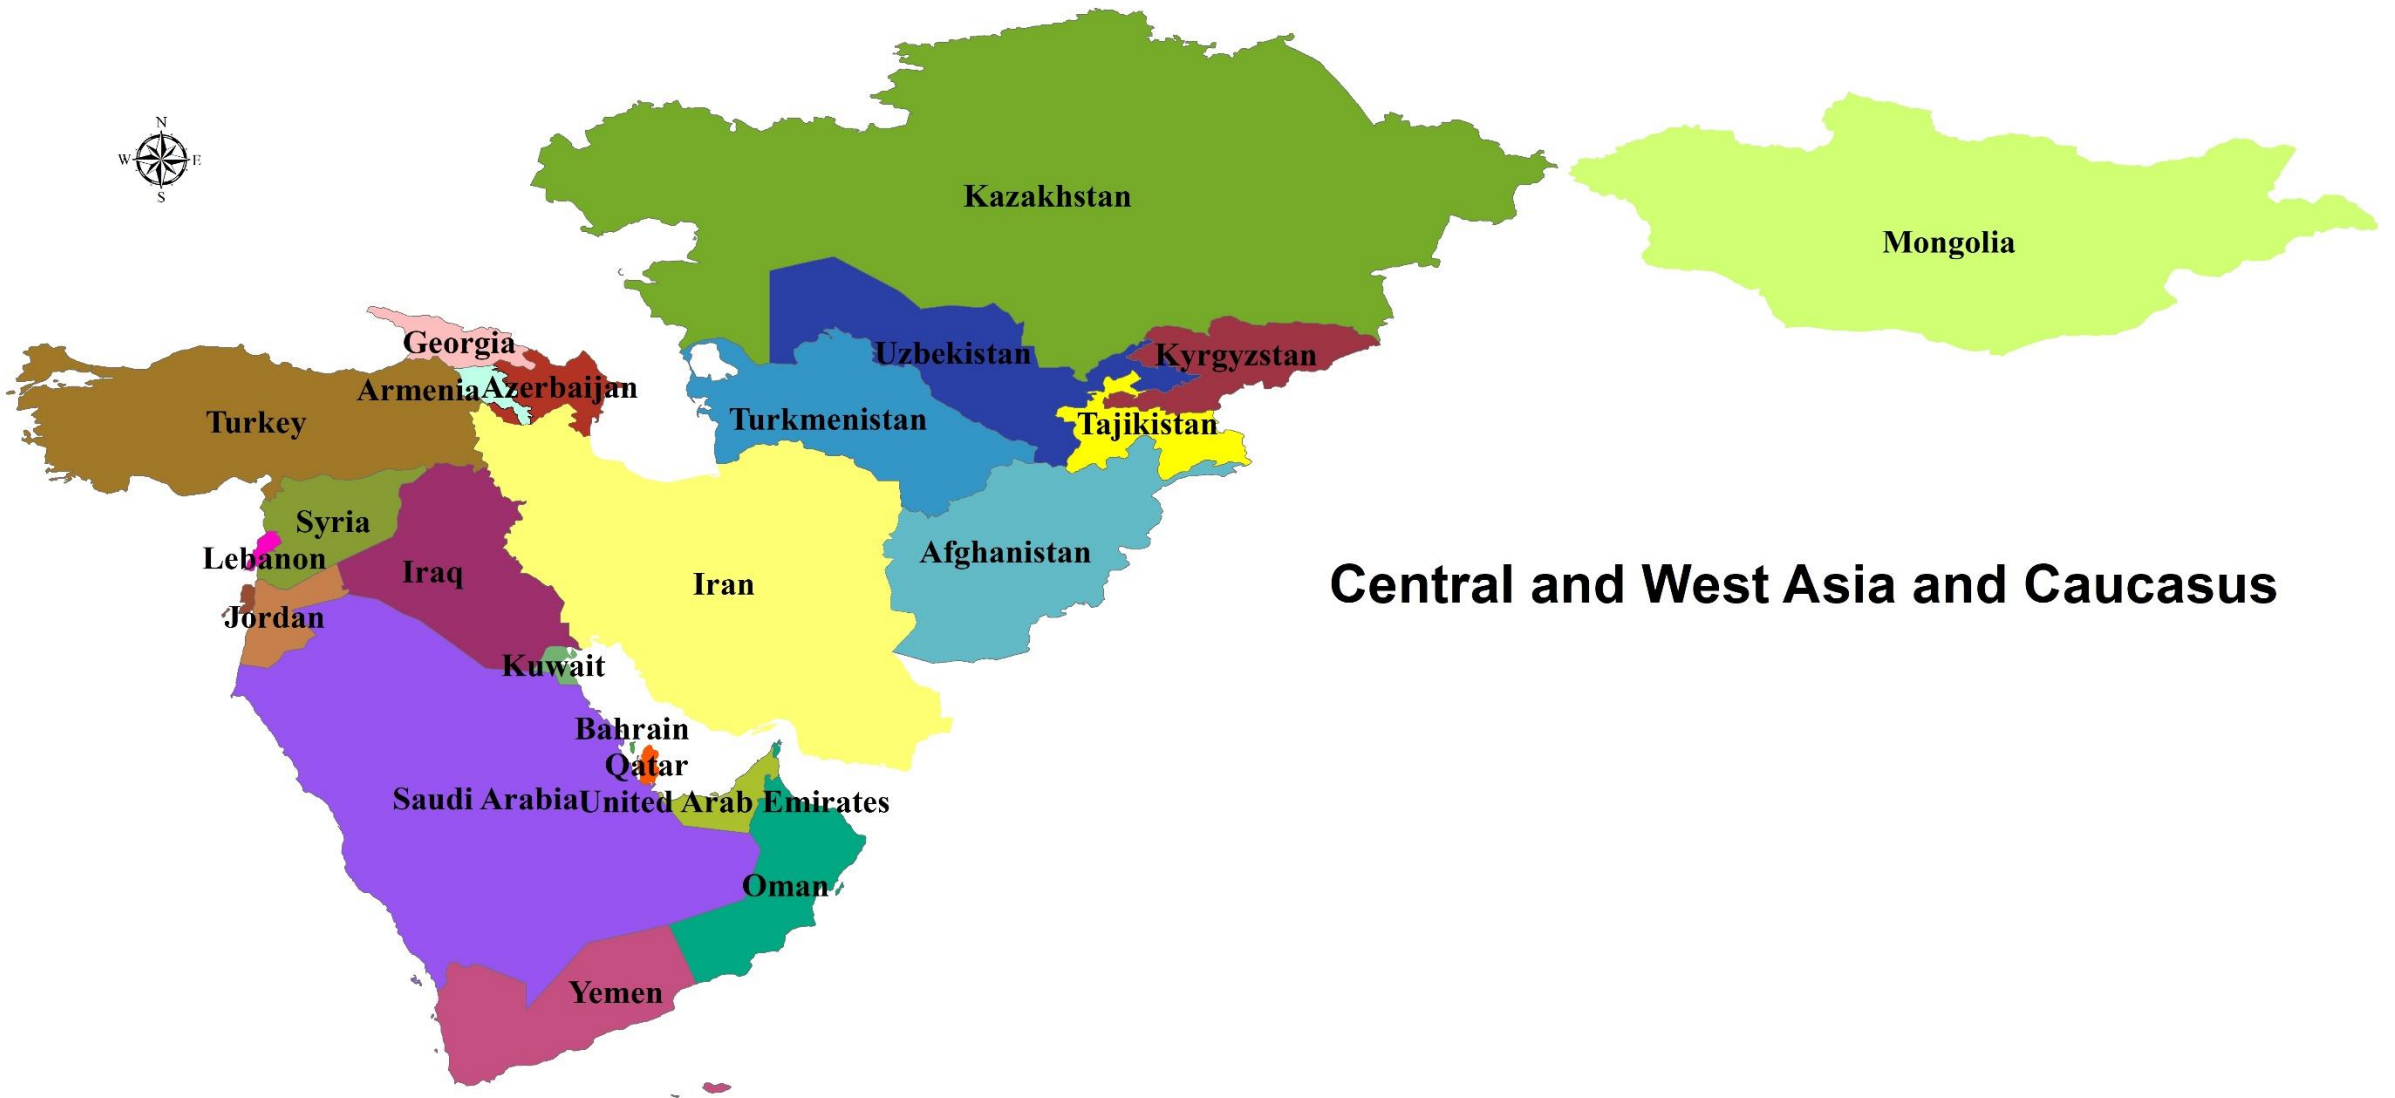 N
W E
S
Kazakhstan
Mongolia
Georgia
Uzbekistan
Kyrgyzstan
Armenia
Azerbaijan
Turkey
Turkmenistan
Tajikistan
Syria
Afghanistan
Lebanon
Iraq
Iran
Central and West Asia and Caucasus
Jordan
Kuwait
Bahrain
Qatar
Saudi Arabia
United Arab Emirates
Oman
Yemen